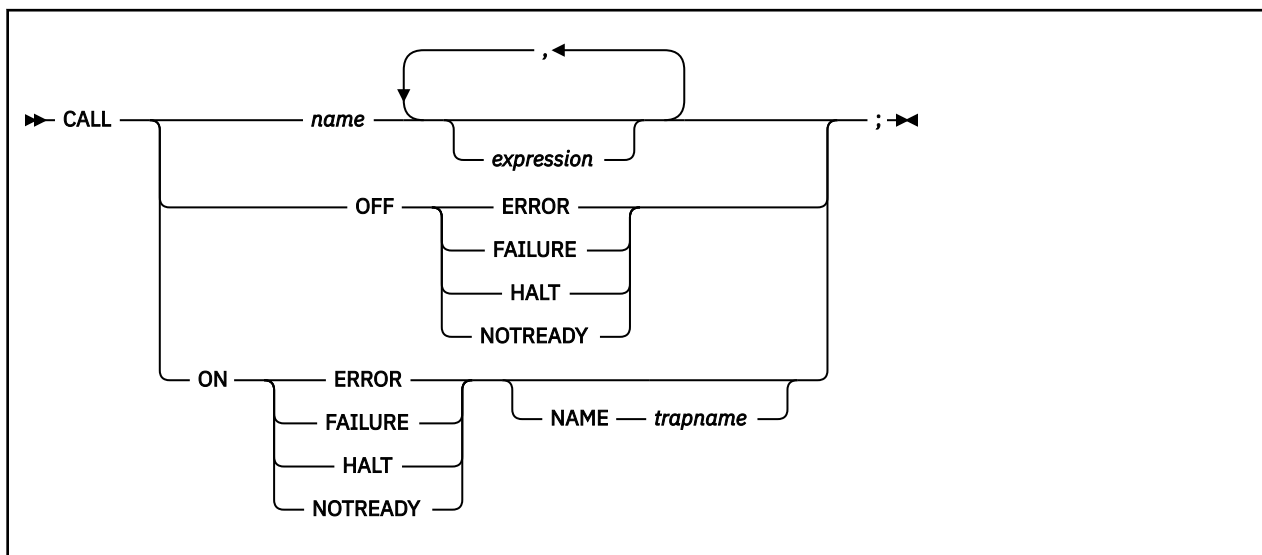 ,
CALL name ;
expression
OFF ERROR
FAILURE
HALT
NOTREADY
ON ERROR
NAME trapname
FAILURE
HALT
NOTREADY